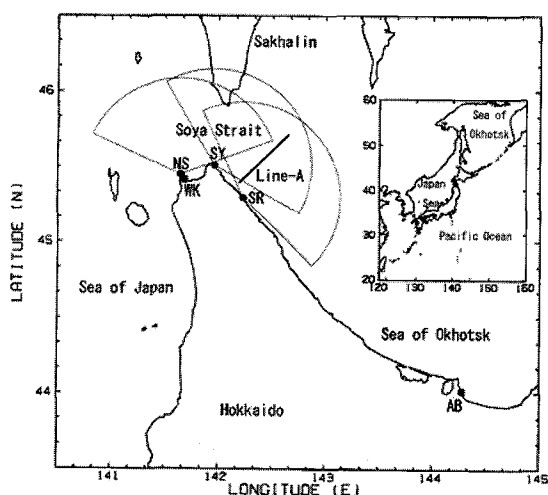 Sakhalin
46
Soya Strait
NS
SY
WK
Line-A
SR
45
Sea of Japan
Sea of Okhotsk
44
AB
Hokkaido
141
142
143
144
145
LONGITUDE (E)
LATITUDE (N)
60
Sea of
Okhotsk
50
40
Japan
Sea
30
Pacific Ocean
20
120
130
140
150
160